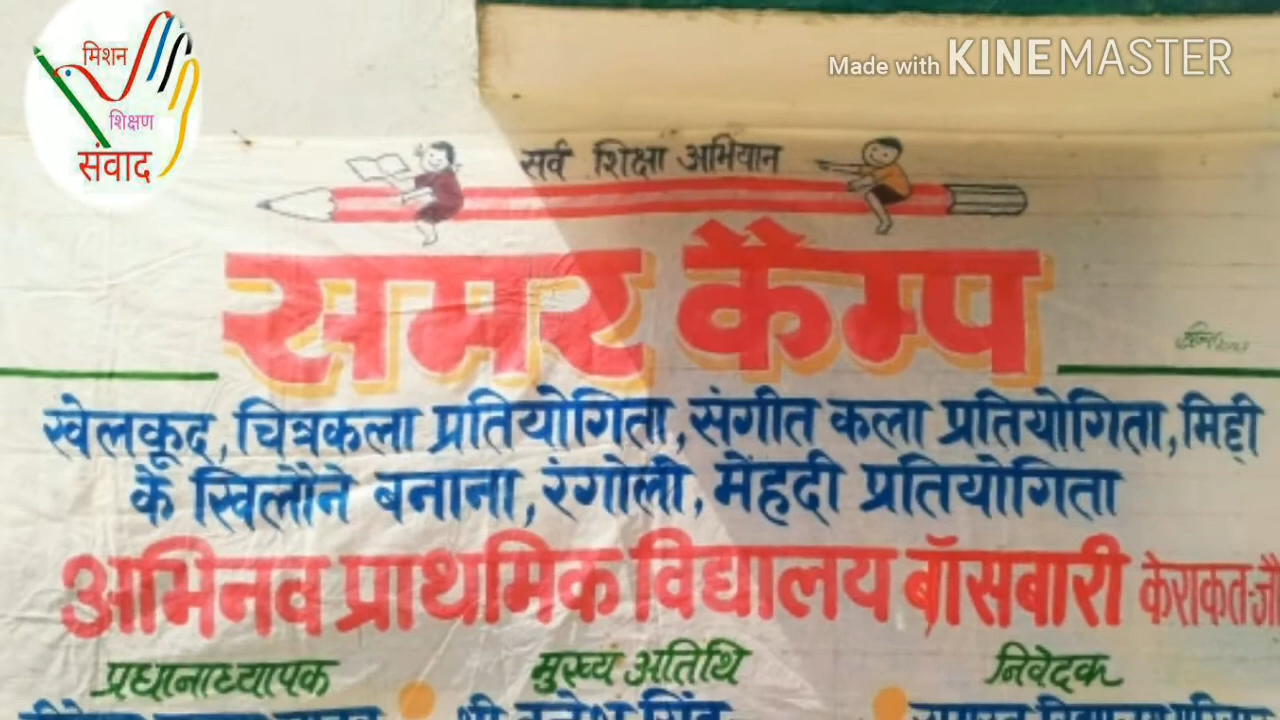 मिशन
शिक्षण
संवाद
Made with KINEMASTER
सर्व शिक्षा अभियान
समर कैम्प
खेलकूद, चित्रकला प्रतियोगिता, संगीत कला प्रतियोगिता, मिट्टी
के खिलौने बनाना, रंगोली, मेंहदी प्रतियोगिता
अभिनव प्राथमिक विद्यालय बॉसबारी केराकत-जौ
प्रधानाध्यापक मुख्य अतिथि निवेदक